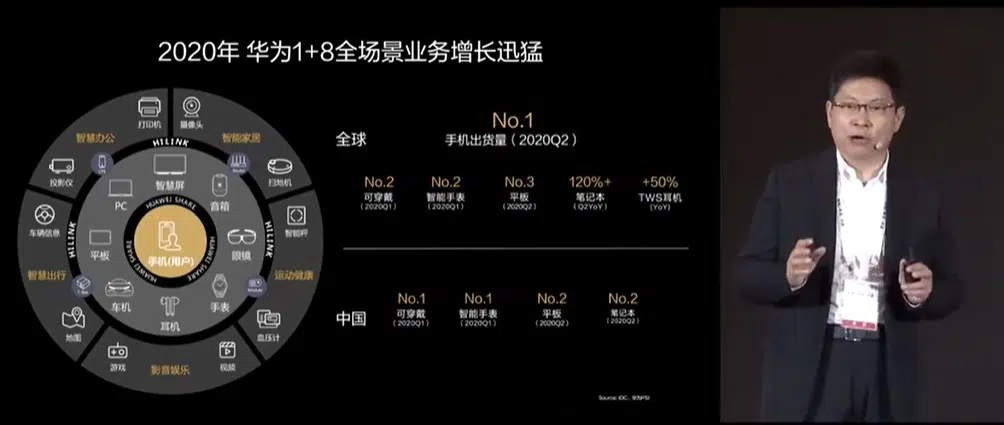 2020年 华为1+8全场景业务增长迅猛
打印机
摄像头
智慧办公
智能家居
HILINK
投影仪
扫地机
智慧屏
PC
音箱
HUAWEI SHARE
车辆信息
智能秤
平板
手机(用户)
眼镜
HILINK
HILINK
HUAWEI SHARE
HUAWEI SHARE
智慧出行
运动健康
车机
手表
耳机
地图
血压计
游戏
影音娱乐
视频
全球
No.1
手机出货量（2020Q2）
No.2
可穿戴
(2020Q1)
No.2
智能手表
(2020Q1)
No.3
平板
(2020Q2)
120%+
笔记本
(Q2YoY)
+50%
TWS耳机
(YoY)
中国
No.1
可穿戴
(2020Q1)
No.1
智能手表
(2020Q1)
No.2
平板
(2020Q2)
No.2
笔记本
(2020Q2)
Source: IDC、华为PSI